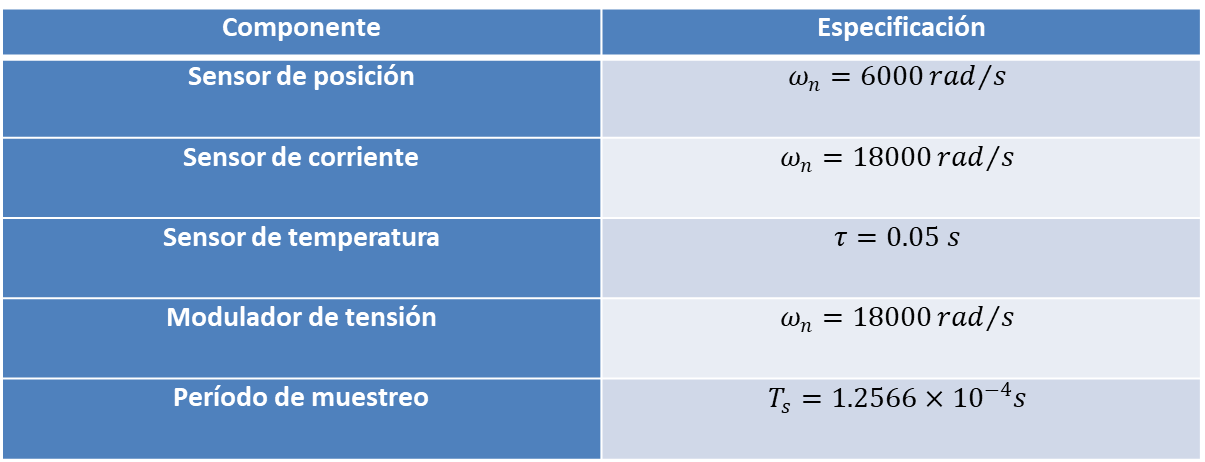 Componente Especificación
Sensor de posición ωₙ = 6000 rad/s
Sensor de corriente ωₙ = 18000 rad/s
Sensor de temperatura τ = 0.05 s
Modulador de tensión ωₙ = 18000 rad/s
Período de muestreo Tₛ = 1.2566 × 10⁻⁴s